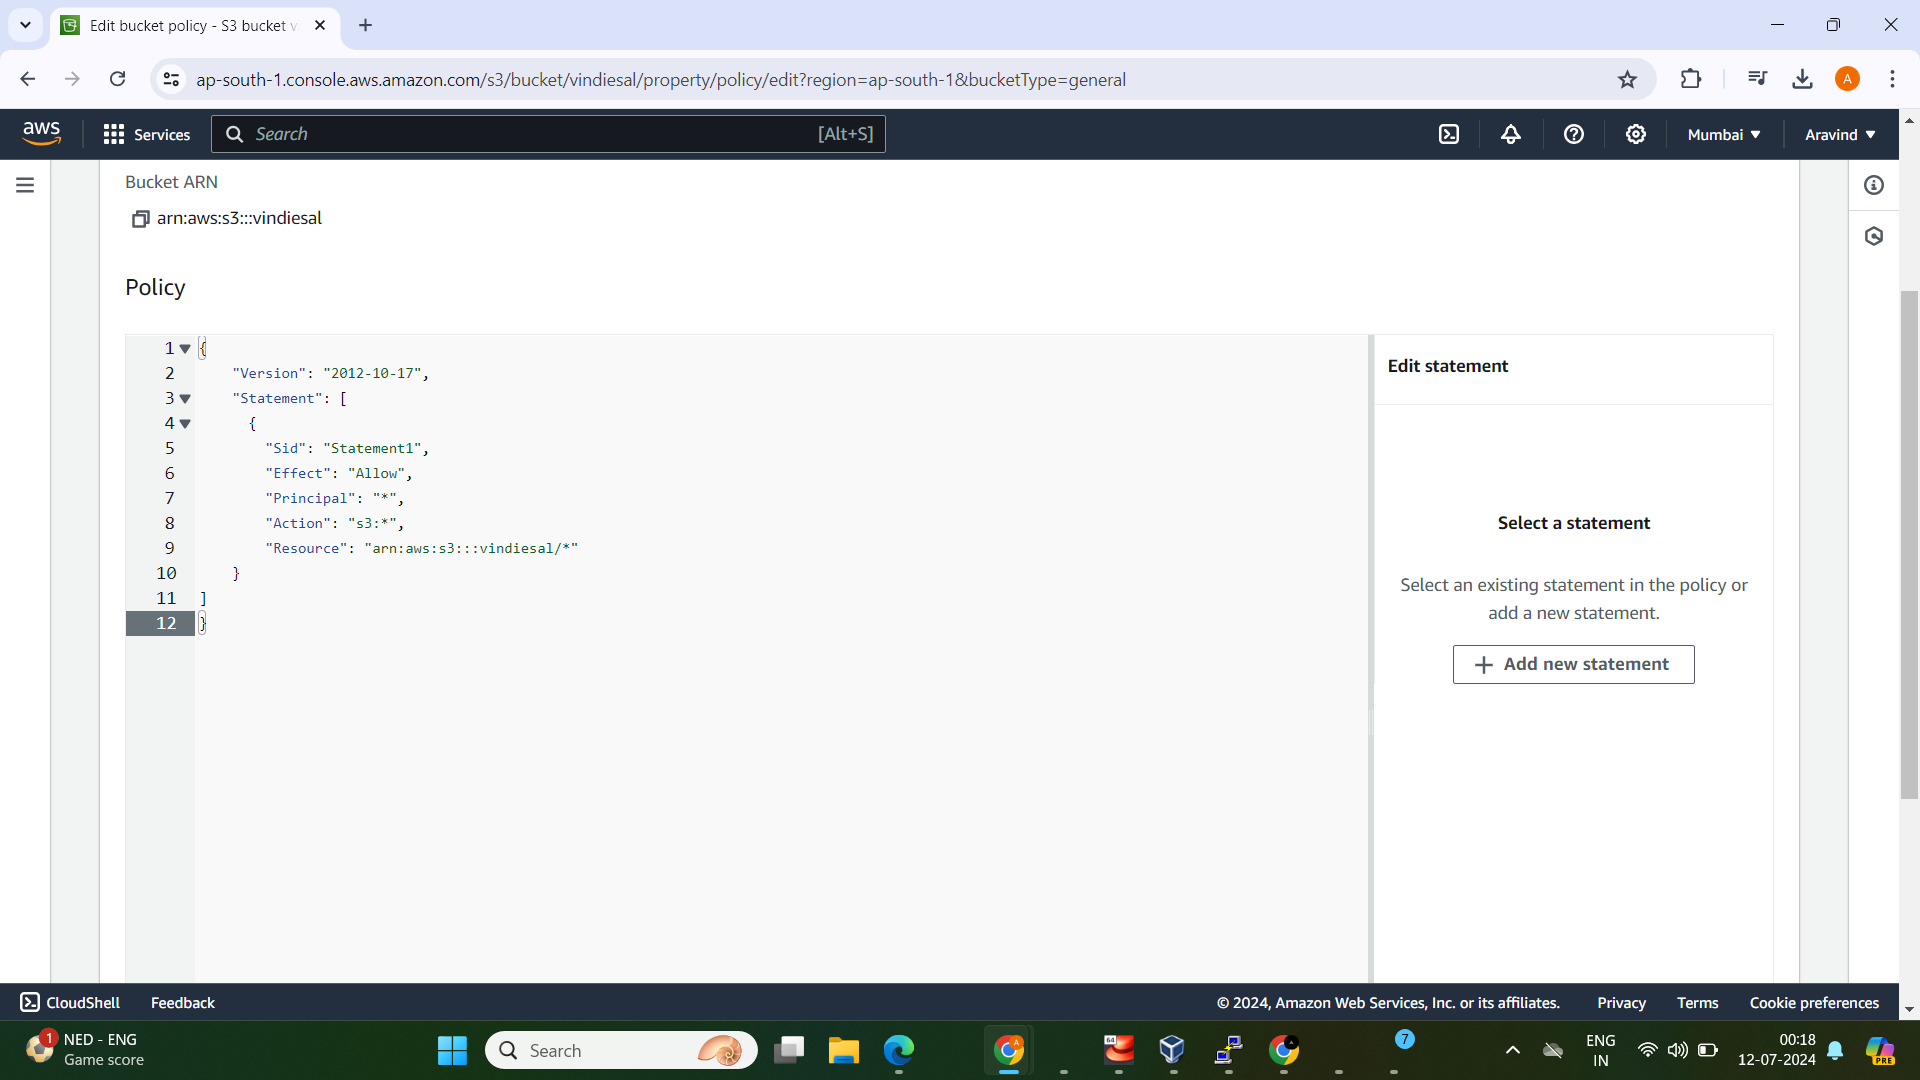 Edit bucket policy - S3 bucket v
ap-south-1.console.aws.amazon.com/s3/bucket/vindiesal/property/policy/edit?region=ap-south-1&bucketType=general
A
aws
Services
Search
[Alt+S]
Mumbai ▼
Aravind ▼
Bucket ARN
arn:aws:s3:::vindiesal
Policy
1 {
2 "Version": "2012-10-17",
3 "Statement": [
4 {
5 "Sid": "Statement1",
6 "Effect": "Allow",
7 "Principal": "*",
8 "Action": "s3:*",
9 "Resource": "arn:aws:s3:::vindiesal/*"
10 }
11 ]
12 }
Edit statement
Select a statement
Select an existing statement in the policy or
add a new statement.
+ Add new statement
CloudShell
Feedback
© 2024, Amazon Web Services, Inc. or its affiliates.
Privacy
Terms
Cookie preferences
1
NED - ENG
Game score
Search
A
64
7
ENG
IN
00:18
12-07-2024
PRE